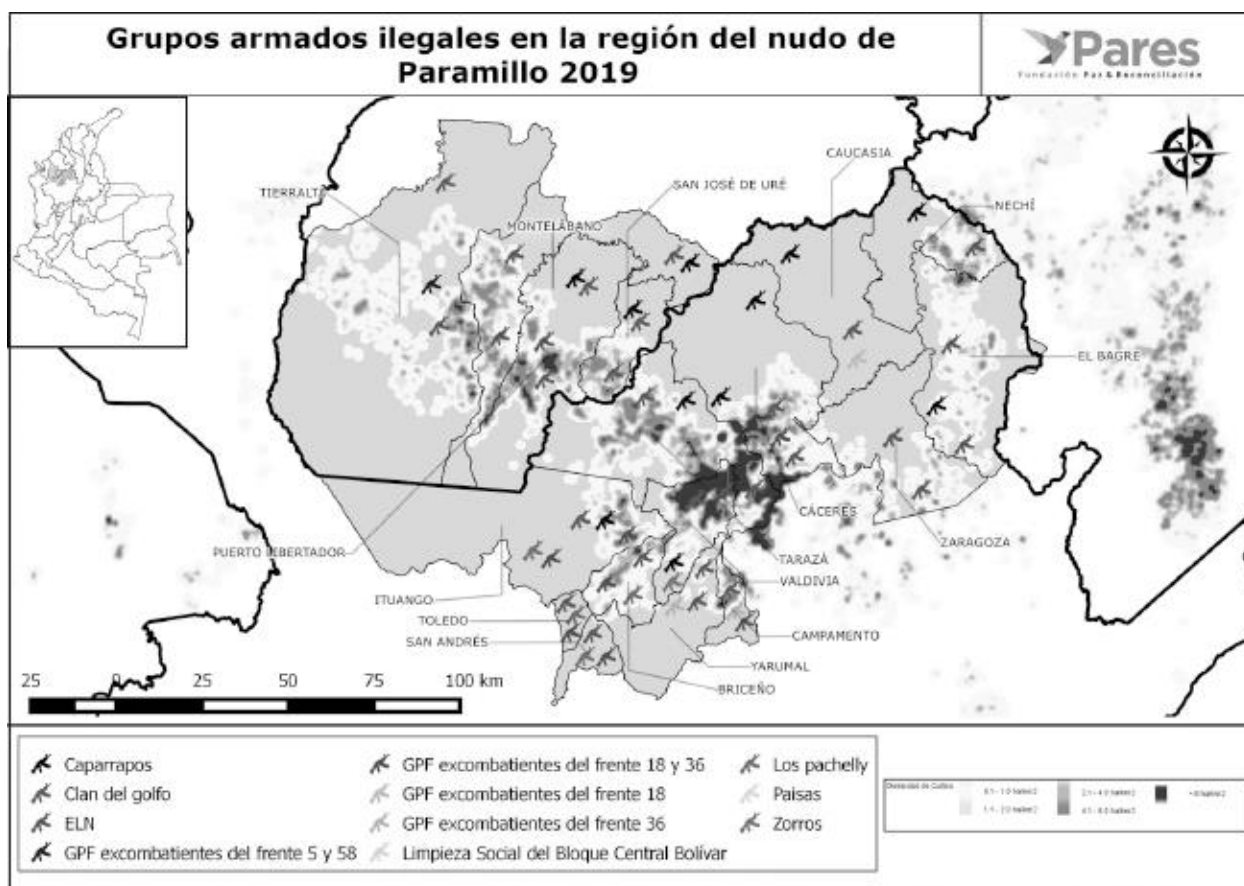 Grupos armados ilegales en la región del nudo de
Paramillo 2019
Pares
Fundación Paz & Reconciliación
CAUCASIA
SAN JOSÉ DE URÉ
TIERRALTA
NECHÍ
MONTELÁBANO
EL BAGRE
CÁCERES
ZARAGOZA
PUERTO LIBERTADOR
TARAZÁ
VALDIVIA
ITUANGO
TOLEDO
CAMPAMENTO
SAN ANDRÉS
YARUMAL
BRICEÑO
25 0 25 50 75 100 km
Caparrapos
Clan del golfo
ELN
GPF excombatientes del frente 5 y 58
GPF excombatientes del frente 18 y 36
GPF excombatientes del frente 18
GPF excombatientes del frente 36
Limpieza Social del Bloque Central Bolívar
Los pachelly
Paisas
Zorros